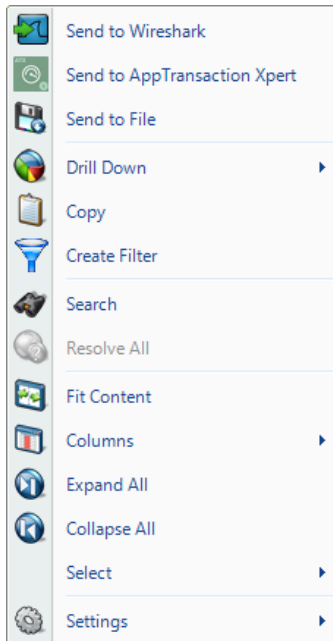 Send to Wireshark
Send to AppTransaction Xpert
Send to File
Drill Down
Copy
Create Filter
Search
Resolve All
Fit Content
Columns
Expand All
Collapse All
Select
Settings